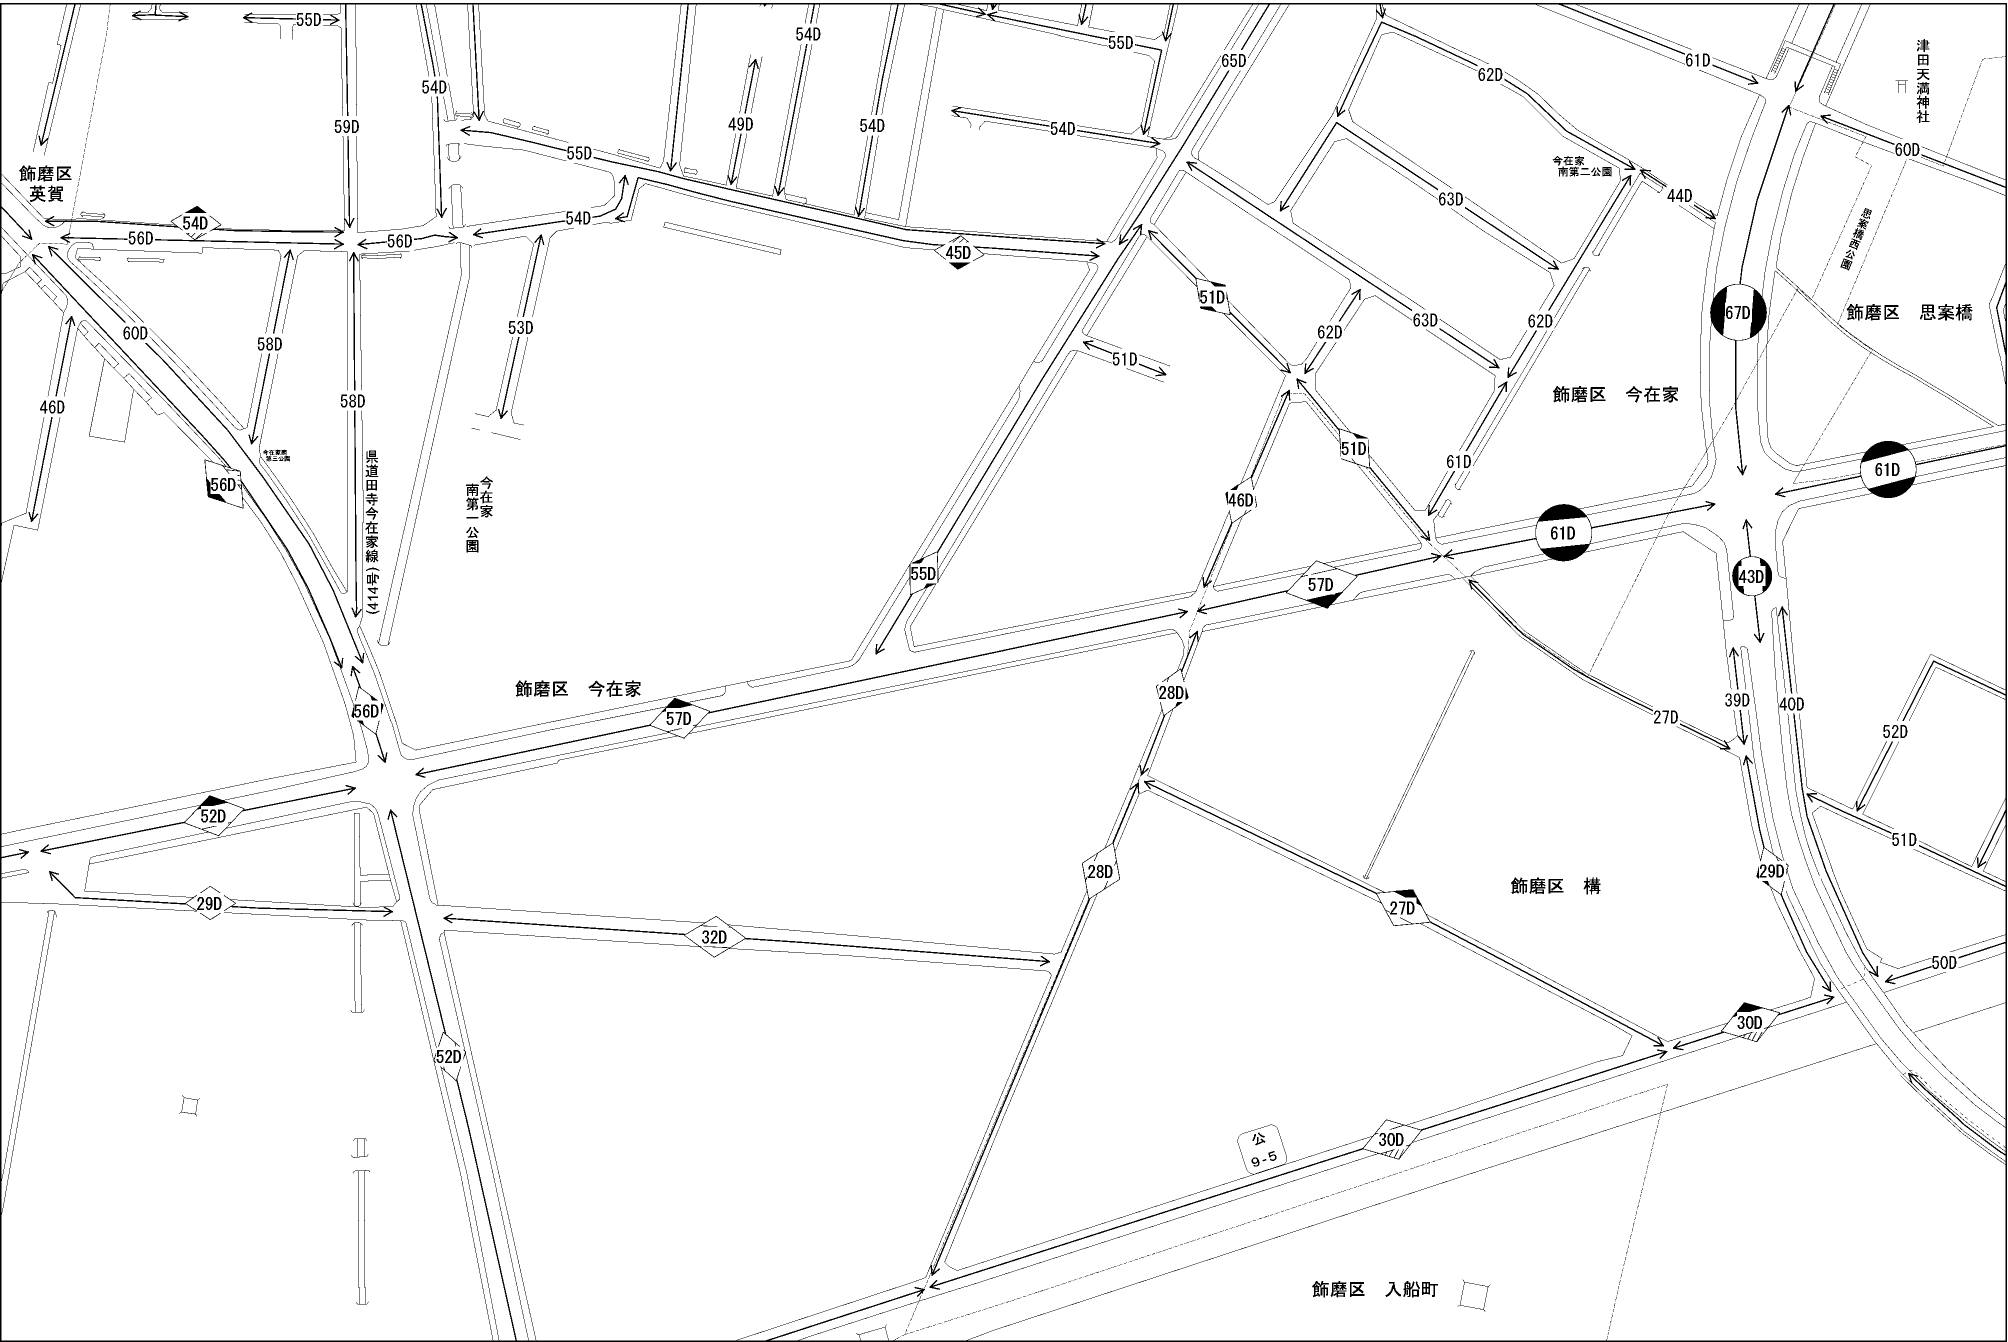 55D
54D
55D
65D
62D
61D
津田天満神社
54D
59D
49D
54D
54D
55D
60D
飾磨区
英賀
今在家
南第二公園
44D
63D
54D
56D
56D
54D
45D
思案橋西公園
51D
60D
58D
53D
62D
63D
62D
67D
飾磨区　思案橋
51D
46D
58D
飾磨区　今在家
51D
61D
61D
56D
県道田寺今在家線(414号)
今在家
南第一公園
46D
61D
55D
57D
43D
飾磨区　今在家
56D
57D
28D
27D
39D
40D
52D
52D
51D
28D
29D
飾磨区　構
29D
32D
27D
50D
30D
52D
公
9-5
30D
飾磨区　入船町